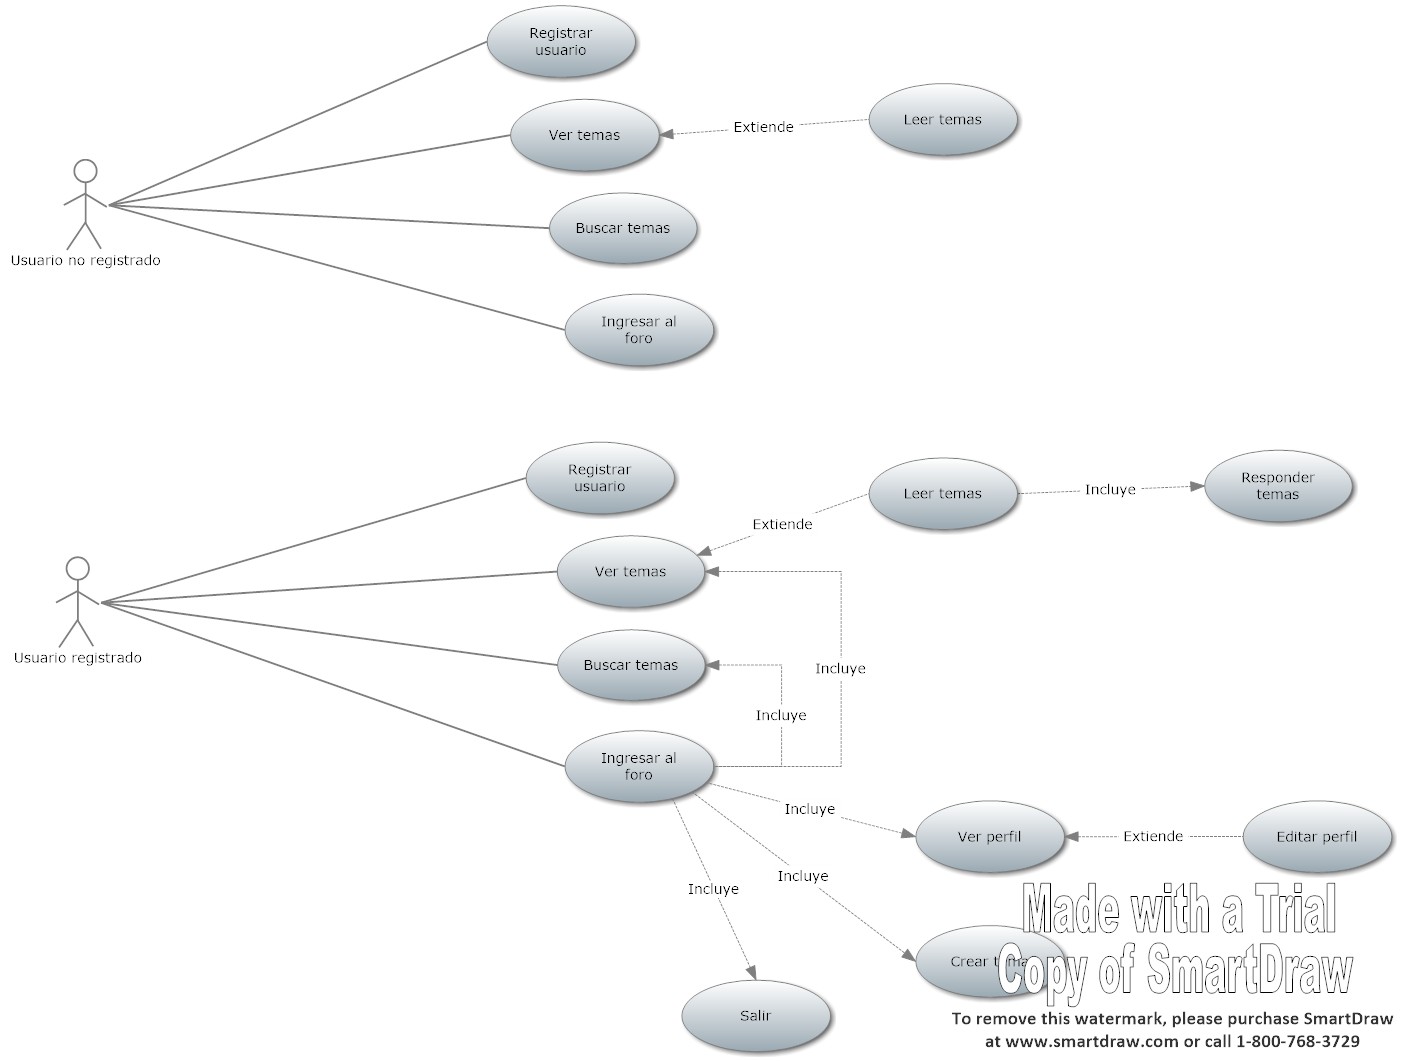 Registrar
usuario
Ver temas
Extiende
Leer temas
Buscar temas
Usuario no registrado
Ingresar al
foro
Registrar
usuario
Leer temas
Incluye
Responder
temas
Extiende
Ver temas
Usuario registrado
Buscar temas
Incluye
Incluye
Ingresar al
foro
Incluye
Ver perfil
Extiende
Editar perfil
Incluye
Incluye
Crear
Salir
Made with a Trial
Copy of SmartDraw
To remove this watermark, please purchase SmartDraw
at www.smartdraw.com or call 1-800-768-3729